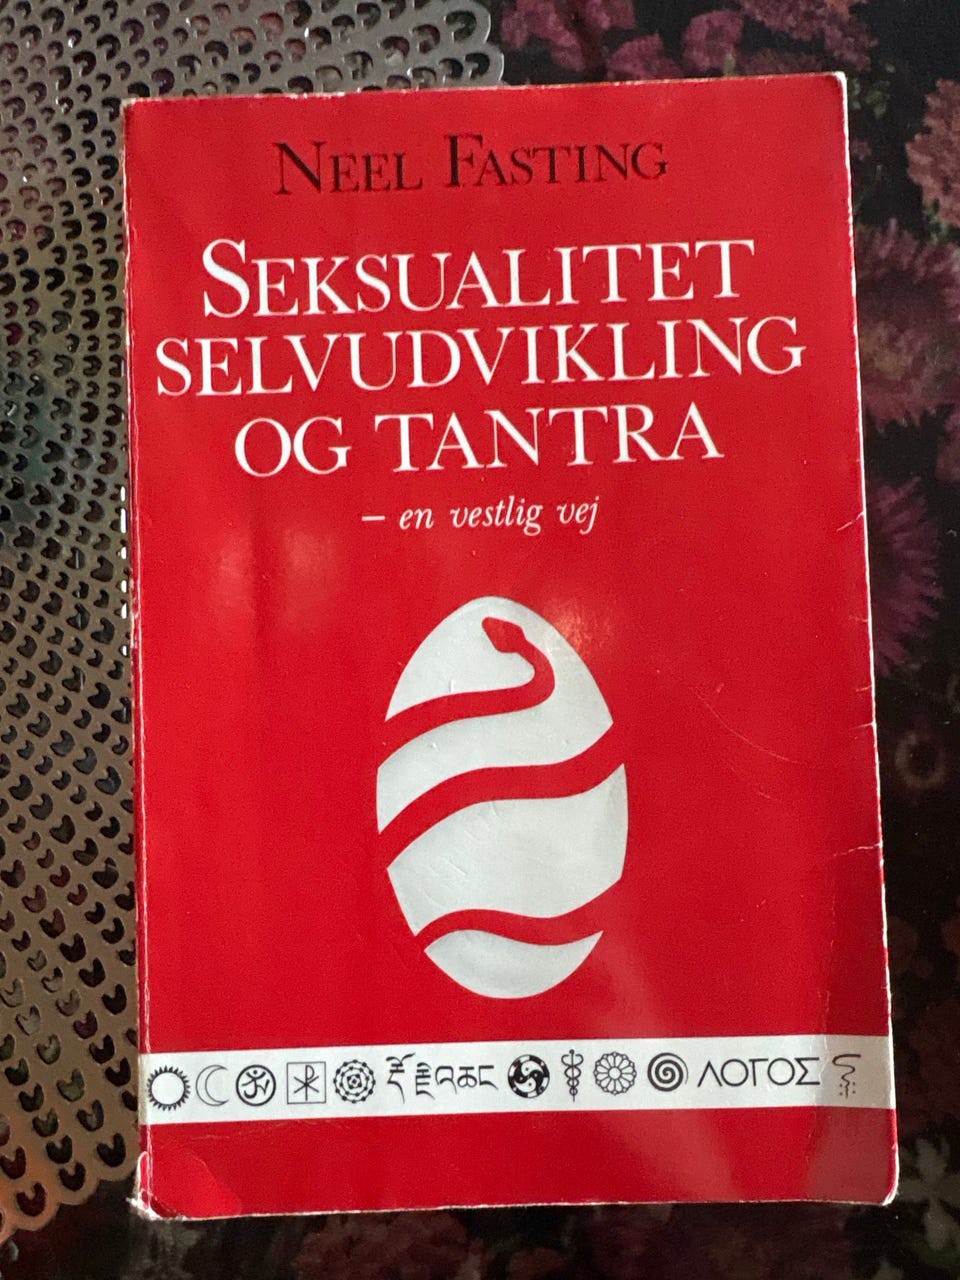 NEEL FASTING
SEKSUALITET
SELVUDVIKLING
OG TANTRA
– en vestlig vej
ΛΟΓΟΣ